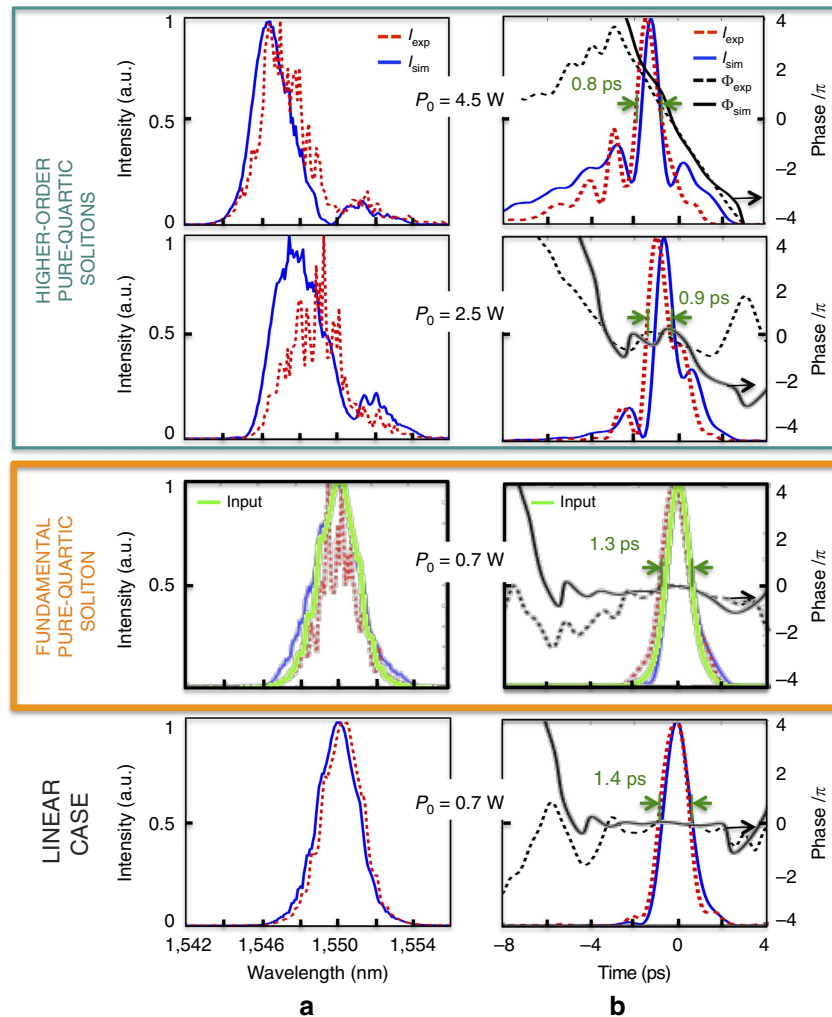 HIGHER-ORDER
PURE-QUARTIC
SOLITONS
Intensity (a.u.)
1
0.5
0
I_exp
I_sim
P_0 = 4.5 W
0.8 ps
I_exp
I_sim
Φ_exp
Φ_sim
4
2
0
−2
−4
Phase /π
Intensity (a.u.)
1
0.5
0
P_0 = 2.5 W
0.9 ps
4
2
0
−2
−4
Phase /π
FUNDAMENTAL
PURE-QUARTIC
SOLITON
Intensity (a.u.)
1
0.5
Input
P_0 = 0.7 W
Input
1.3 ps
4
2
0
−2
−4
Phase /π
LINEAR
CASE
Intensity (a.u.)
1
0.5
0
P_0 = 0.7 W
1.4 ps
4
2
0
−2
−4
Phase /π
1,542 1,546 1,550 1,554
−8 −4 0 4
Wavelength (nm)
Time (ps)
a
b